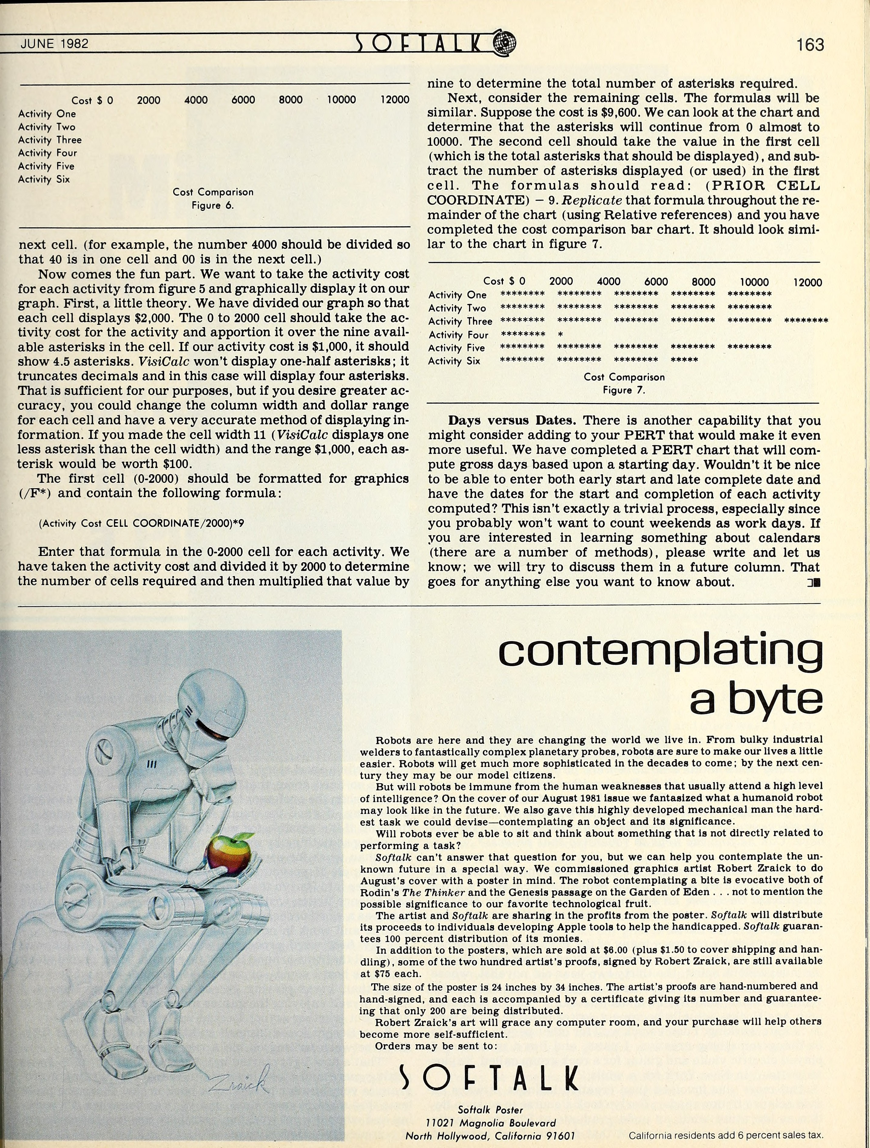 JUNE 1982
SOFTALK
163
Cost $ 0 2000 4000 6000 8000 10000 12000
Activity One
Activity Two
Activity Three
Activity Four
Activity Five
Activity Six
Cost Comparison
Figure 6.
next cell. (for example, the number 4000 should be divided so
that 40 is in one cell and 00 is in the next cell.)
Now comes the fun part. We want to take the activity cost
for each activity from figure 5 and graphically display it on our
graph. First, a little theory. We have divided our graph so that
each cell displays $2,000. The 0 to 2000 cell should take the ac-
tivity cost for the activity and apportion it over the nine avail-
able asterisks in the cell. If our activity cost is $1,000, it should
show 4.5 asterisks. VisiCalc won't display one-half asterisks; it
truncates decimals and in this case will display four asterisks.
That is sufficient for our purposes, but if you desire greater ac-
curacy, you could change the column width and dollar range
for each cell and have a very accurate method of displaying in-
formation. If you made the cell width 11 (VisiCalc displays one
less asterisk than the cell width) and the range $1,000, each as-
terisk would be worth $100.
The first cell (0-2000) should be formatted for graphics
(/F*) and contain the following formula:
(Activity Cost CELL COORDINATE/2000)*9
Enter that formula in the 0-2000 cell for each activity. We
have taken the activity cost and divided it by 2000 to determine
the number of cells required and then multiplied that value by
nine to determine the total number of asterisks required.
Next, consider the remaining cells. The formulas will be
similar. Suppose the cost is $9,600. We can look at the chart and
determine that the asterisks will continue from 0 almost to
10000. The second cell should take the value in the first cell
(which is the total asterisks that should be displayed), and sub-
tract the number of asterisks displayed (or used) in the first
cell. The formulas should read: (PRIOR CELL
COORDINATE) – 9. Replicate that formula throughout the re-
mainder of the chart (using Relative references) and you have
completed the cost comparison bar chart. It should look simi-
lar to the chart in figure 7.
Cost $ 0 2000 4000 6000 8000 10000 12000
Activity One ******** ******** ******** ******** ********
Activity Two ******** ******** ******** ******** ********
Activity Three ******** ******** ******** ******** ******** ********
Activity Four ******** *
Activity Five ******** ******** ******** ******** ********
Activity Six ******** ******** ******** *****
Cost Comparison
Figure 7.
Days versus Dates. There is another capability that you
might consider adding to your PERT that would make it even
more useful. We have completed a PERT chart that will com-
pute gross days based upon a starting day. Wouldn't it be nice
to be able to enter both early start and late complete date and
have the dates for the start and completion of each activity
computed? This isn't exactly a trivial process, especially since
you probably won't want to count weekends as work days. If
you are interested in learning something about calendars
(there are a number of methods), please write and let us
know; we will try to discuss them in a future column. That
goes for anything else you want to know about.
contemplating
a byte
Robots are here and they are changing the world we live in. From bulky industrial
welders to fantastically complex planetary probes, robots are sure to make our lives a little
easier. Robots will get much more sophisticated in the decades to come; by the next cen-
tury they may be our model citizens.
But will robots be immune from the human weaknesses that usually attend a high level
of intelligence? On the cover of our August 1981 issue we fantasized what a humanoid robot
may look like in the future. We also gave this highly developed mechanical man the hard-
est task we could devise—contemplating an object and its significance.
Will robots ever be able to sit and think about something that is not directly related to
performing a task?
Softalk can't answer that question for you, but we can help you contemplate the un-
known future in a special way. We commissioned graphics artist Robert Zraick to do
August's cover with a poster in mind. The robot contemplating a bite is evocative both of
Rodin's The Thinker and the Genesis passage on the Garden of Eden . . . not to mention the
possible significance to our favorite technological fruit.
The artist and Softalk are sharing in the profits from the poster. Softalk will distribute
its proceeds to individuals developing Apple tools to help the handicapped. Softalk guaran-
tees 100 percent distribution of its monies.
In addition to the posters, which are sold at $6.00 (plus $1.50 to cover shipping and han-
dling), some of the two hundred artist's proofs, signed by Robert Zraick, are still available
at $75 each.
The size of the poster is 24 inches by 34 inches. The artist's proofs are hand-numbered and
hand-signed, and each is accompanied by a certificate giving its number and guarantee-
ing that only 200 are being distributed.
Robert Zraick's art will grace any computer room, and your purchase will help others
become more self-sufficient.
Orders may be sent to:
SOFTALK
Softalk Poster
11021 Magnolia Boulevard
North Hollywood, California 91601
California residents add 6 percent sales tax.
Zraick